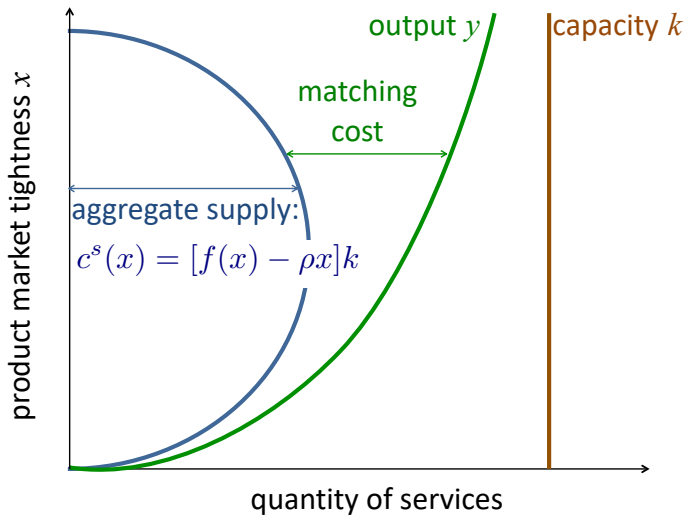 output y
capacity k
matching
cost
aggregate supply:
c^s(x) = [f(x) − ρx]k
product market tightness x
quantity of services